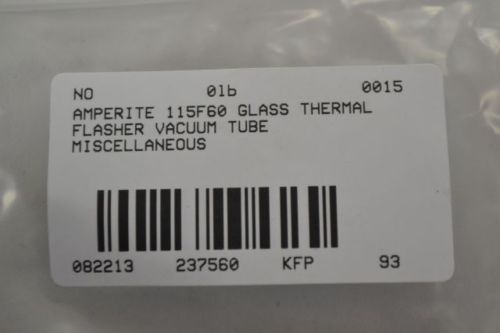 NO 0lb 0015
AMPERITE 115F60 GLASS THERMAL
FLASHER VACUUM TUBE
MISCELLANEOUS
082213 237560 KFP 93